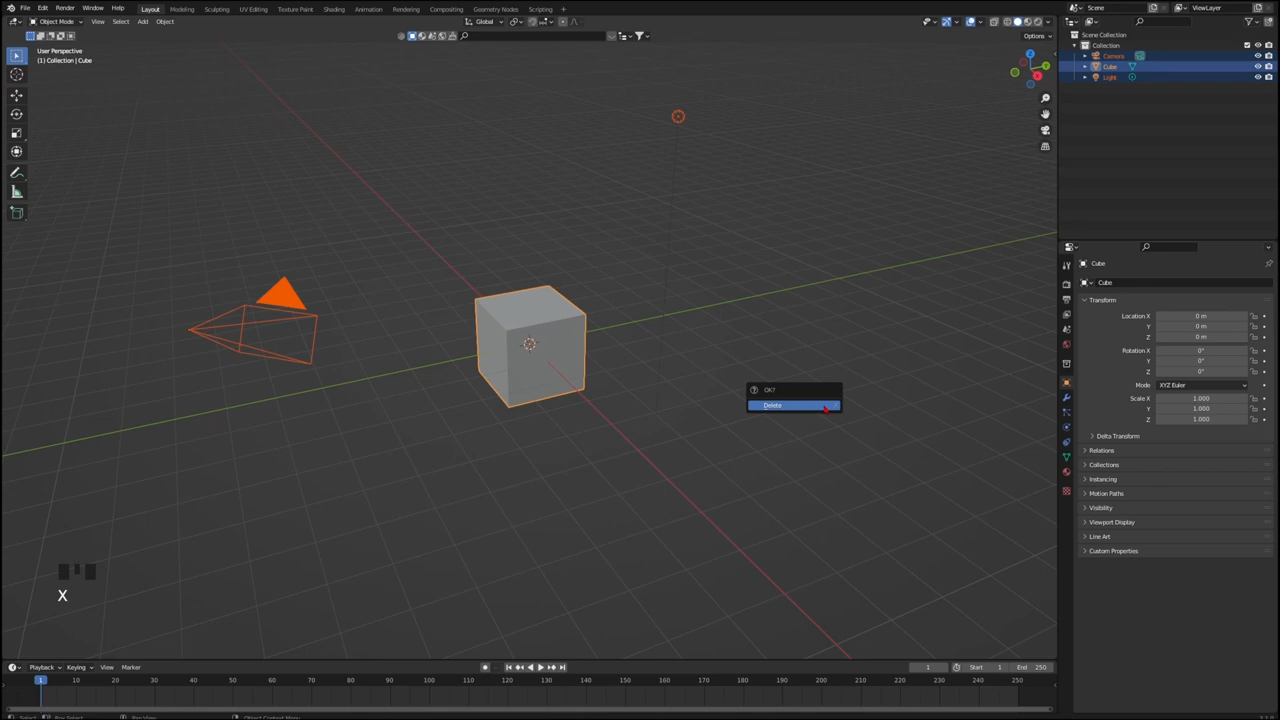 File Edit Render Window Help Layout Modeling Sculpting UV Editing Texture Paint Shading Animation Rendering Compositing Geometry Nodes Scripting + Scene ViewLayer
Object Mode View Select Add Object Global
Options
User Perspective
(1) Collection | Cube
Scene Collection
Collection
Camera
Cube
Light
X
Y
Cube
Cube
Transform
Location X 0 m
Y 0 m
Z 0 m
Rotation X 0°
Y 0°
Z 0°
Mode XYZ Euler
Scale X 1.000
Y 1.000
Z 1.000
Delta Transform
Relations
Collections
Instancing
Motion Paths
Visibility
Viewport Display
Line Art
Custom Properties
OK?
Delete
X
Playback Keying View Marker 1 Start 1 End 250
1 10 20 30 40 50 60 70 80 90 100 110 120 130 140 150 160 170 180 190 200 210 220 230 240 250